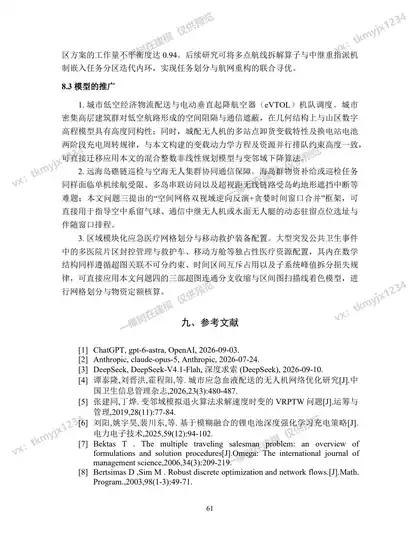 区方案的工作量不平衡度达 0.94。后续研究可将多点航线拆解算子与中继重指派机
制嵌入任务分区迭代内环,实现任务划分与航网重构的联合寻优。
8.3 模型的推广
1. 城市低空经济物流配送与电动垂直起降航空器(eVTOL)机队调度。城市
密集高层建筑群对低空航路形成的空间阻隔与通信遮蔽,在几何结构上与山区数字
高程模型具有高度同构性;同时,城配无人机的多站点卸货变载特性及换电站电池
两阶段充电周转规律,与本文构建的变载动力学方程及资源并行排队约束高度一致,
可直接迁移应用本文的混合整数非线性规划模型与变邻域下降算法。
2. 远海岛礁链巡检与空海无人集群协同通信保障。海岛群物资补给或巡检任务
同样面临单机续航受限、多岛串联访问以及超视距无线链路受岛屿地形遮挡中断等
难题;本文问题三提出的“空间网格双视域逆向反演+贪婪时间窗口合并”框架,可
直接用于指导空中系留气球、通信中继无人机或水面无人艇的动态驻留点位选址与
伴随窗口排程。
3. 区域模块化应急医疗网格划分与移动救护装备配置。大型突发公共卫生事件
中的多医院片区封控管理与救护车、移动方舱等独占性医疗资源配置,其内在数学
结构同样遵循超图关联不可分约束、时间区间互斥占用以及子系统峰值拆分损失规
律,可直接应用本文问题四的三部超图连通分支收缩与区间图扫描线着色模型,进
行网格划分与物资定额核算。
九、参考文献
[1] ChatGPT, gpt-6-astra, OpenAI, 2026-09-03.
[2] Anthropic, claude-opus-5, Anthropic, 2026-07-24.
[3] DeepSeek, DeepSeek-V4.1-Flah, 深度求索 (DeepSeek), 2026-09-10.
[4] 谭泰隆,刘晋洪,霍程阳,等. 城市应急血液配送的无人机网络优化研究[J].中
国卫生信息管理杂志,2026,23(3):480-487.
[5] 张建同,丁烨. 变邻域模拟退火算法求解速度时变的 VRPTW 问题[J].运筹与
管理,2019,28(11):77-84.
[6] 刘阳,姚宇昊,裴川东,等. 基于模糊融合的锂电池深度强化学习充电策略[J].
电力电子技术,2025,59(12):94-102.
[7] Bektas T . The multiple traveling salesman problem: an overview of
formulations and solution procedures[J].Omega: The international journal of
management science,2006,34(3):209-219.
[8] Bertsimas D ,Sim M . Robust discrete optimization and network flows.[J].Math.
Program.,2003,98(1-3):49-71.
61